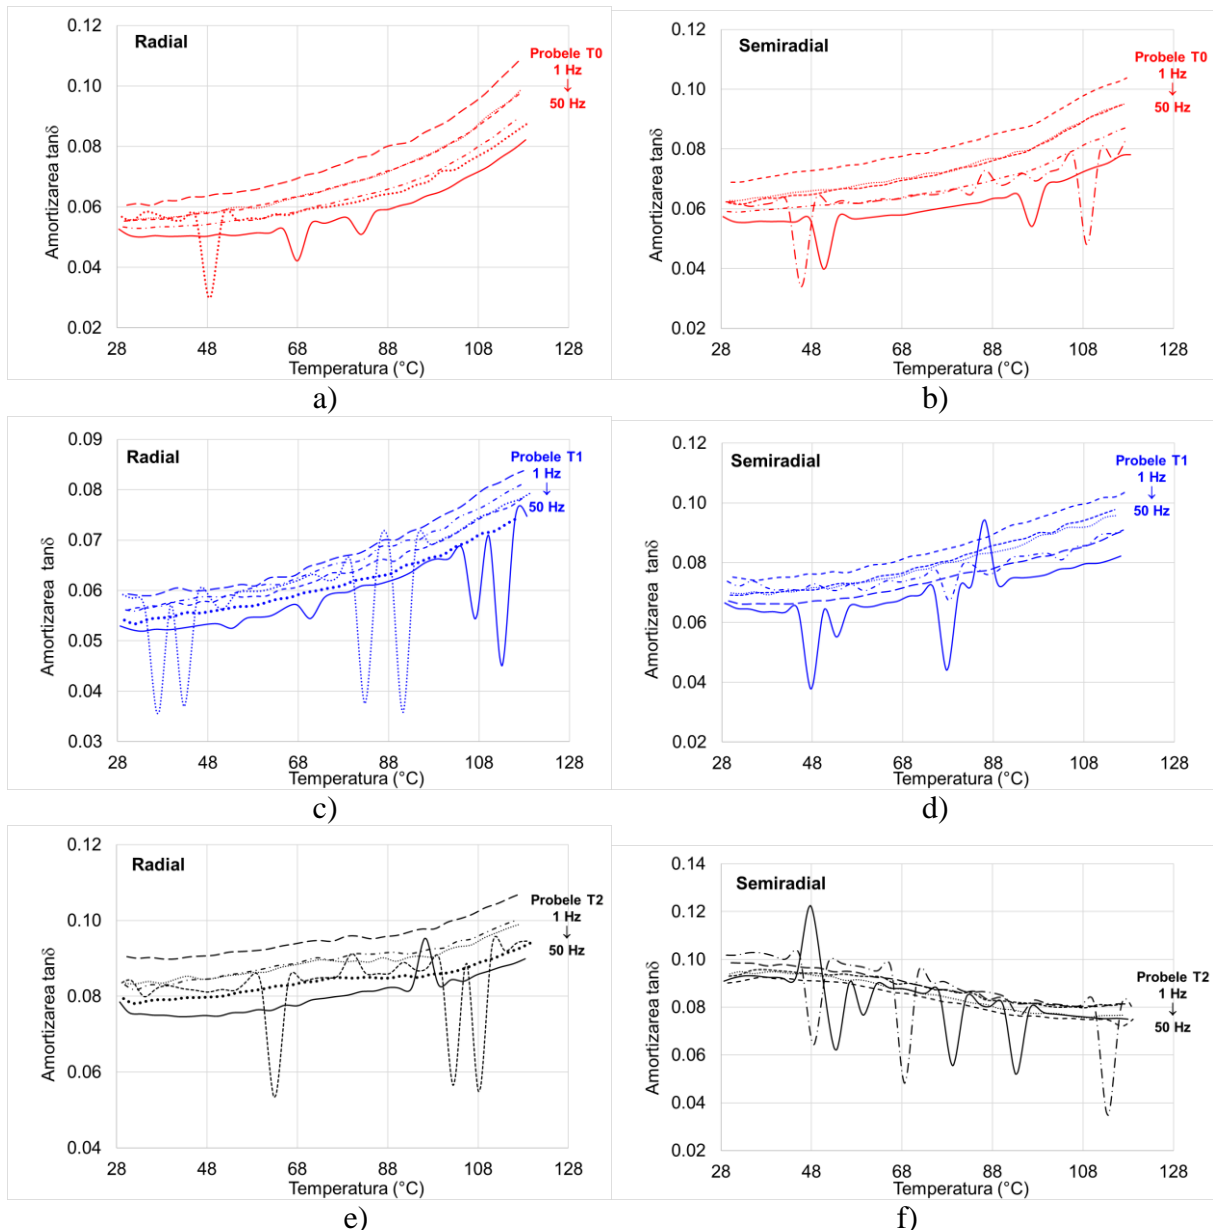 0.12
0.10
0.08
0.06
0.04
0.02
Amortizarea tanδ
Radial
Probele T0
1 Hz
↓
50 Hz
28 48 68 88 108 128
Temperatura (°C)
a)
0.12
0.10
0.08
0.06
0.04
0.02
Amortizarea tanδ
Semiradial
Probele T0
1 Hz
↓
50 Hz
28 48 68 88 108 128
Temperatura (°C)
b)
0.09
0.08
0.07
0.06
0.05
0.04
0.03
Amortizarea tanδ
Radial
Probele T1
1 Hz
↓
50 Hz
28 48 68 88 108 128
Temperatura (°C)
c)
0.12
0.10
0.08
0.06
0.04
0.02
Amortizarea tanδ
Semiradial
Probele T1
1 Hz
↓
50 Hz
28 48 68 88 108 128
Temperatura (°C)
d)
0.12
0.10
0.08
0.06
0.04
Amortizarea tanδ
Radial
Probele T2
1 Hz
↓
50 Hz
28 48 68 88 108 128
Temperatura (°C)
e)
0.14
0.12
0.10
0.08
0.06
0.04
0.02
Amortizarea tanδ
Semiradial
Probele T2
1 Hz
↓
50 Hz
28 48 68 88 108 128
Temperatura (°C)
f)